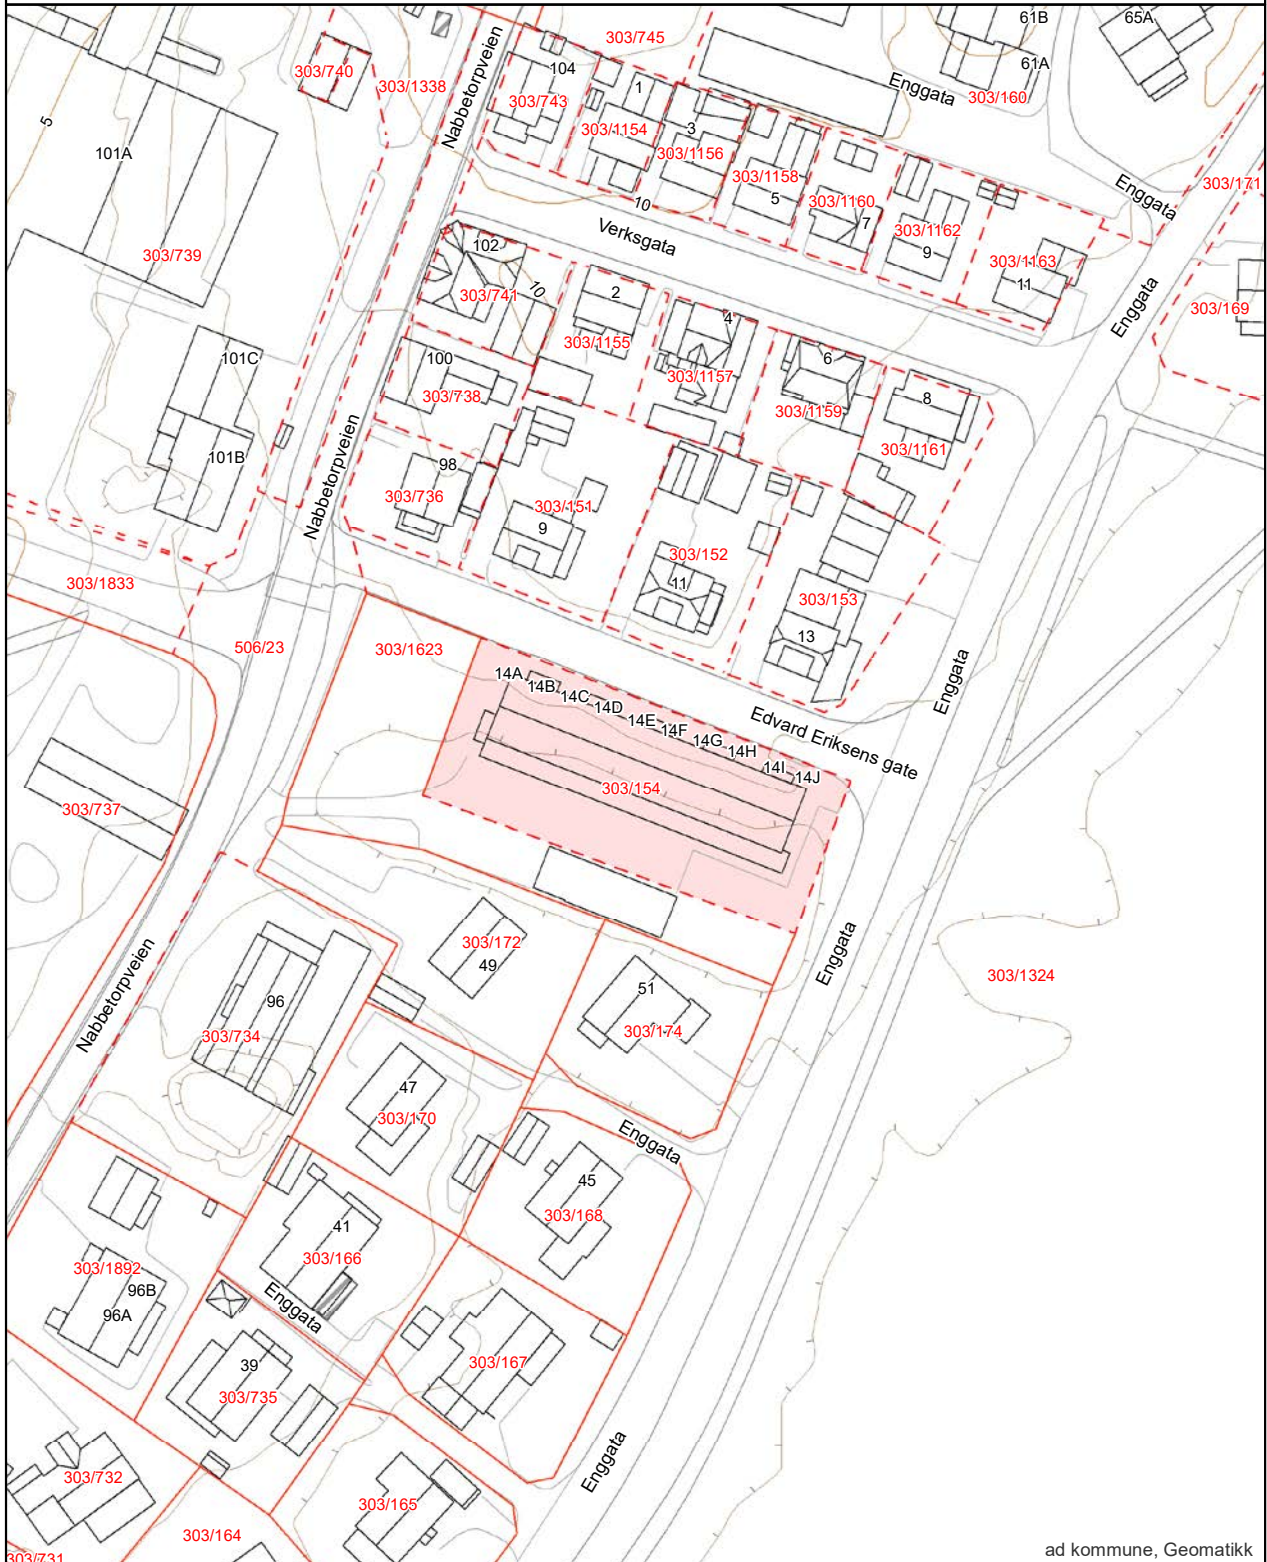 61B
65A
303/745
Nabbetorpveien
104
61A
303/740
303/1338
1
Enggata
303/160
303/743
5
303/1154
3
101A
303/1156
303/1158
Enggata
303/171
5
303/1160
10
7
303/1162
Verksgata
102
9
303/739
303/1163
10
11
303/741
2
Enggata
303/169
4
303/1155
101C
100
6
303/1157
303/738
8
303/1159
303/1161
101B
98
Nabbetorpveien
303/736
303/151
9
303/152
303/1833
11
303/153
13
506/23
303/1623
Enggata
14A
14B
14C
14D
14E
14F
14G
14H
14I
14J
Edvard Eriksens gate
303/154
303/737
303/172
49
Enggata
303/1324
51
Nabbetorpveien
96
303/734
303/174
47
303/170
Enggata
45
303/168
41
303/166
303/1892
96B
96A
Enggata
39
303/167
303/735
Enggata
303/732
303/165
303/164
303/731
ad kommune, Geomatikk